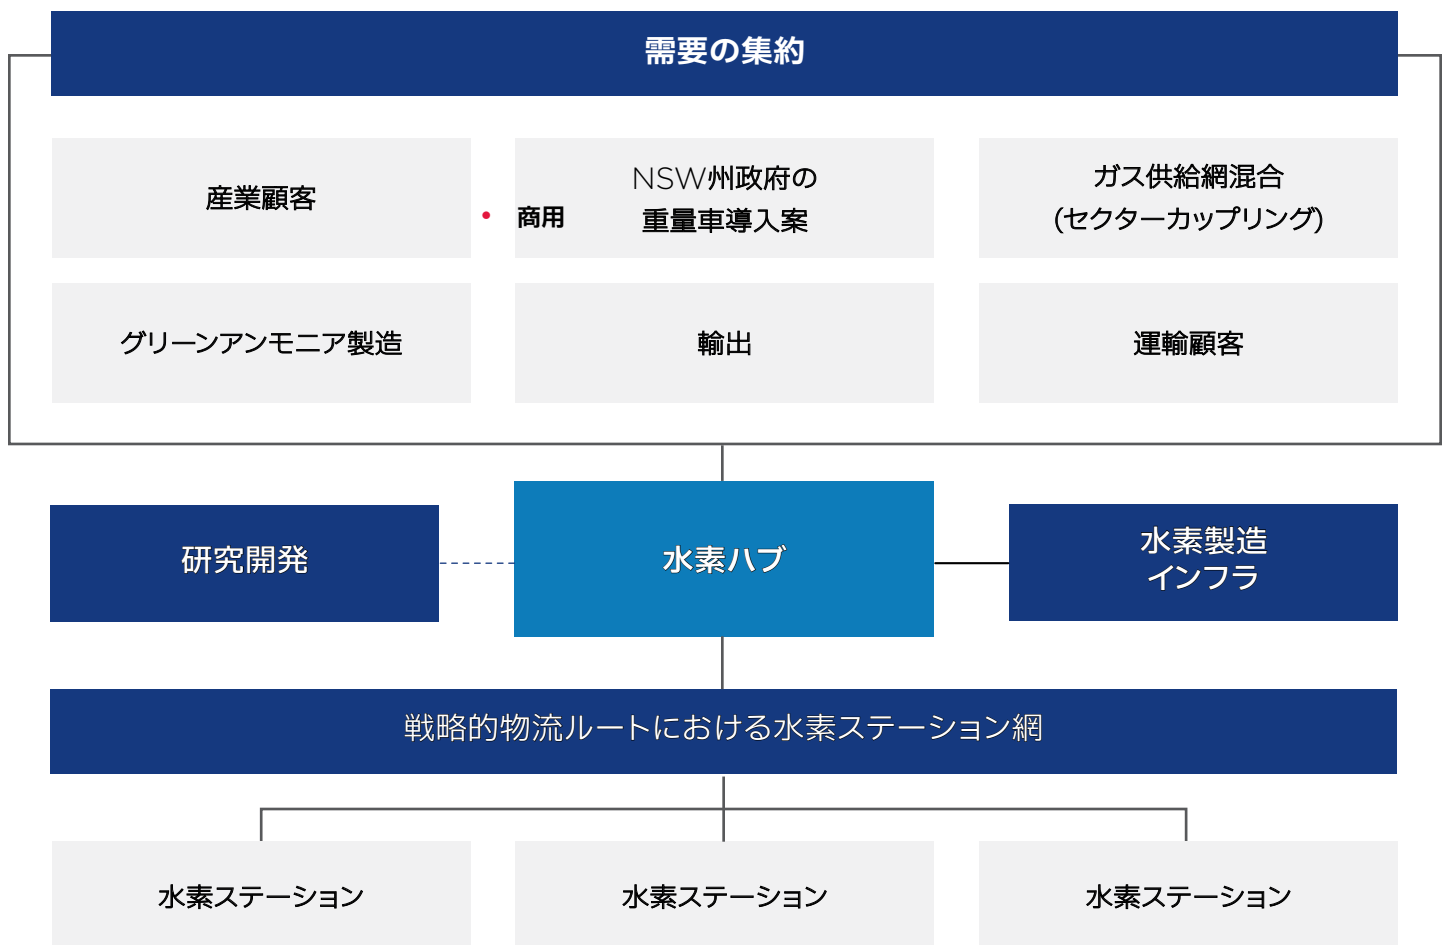 需要の集約
産業顧客
• 商用
NSW州政府の
重量車導入案
ガス供給網混合
(セクターカップリング)
グリーンアンモニア製造
輸出
運輸顧客
研究開発
水素ハブ
水素製造
インフラ
戦略的物流ルートにおける水素ステーション網
水素ステーション
水素ステーション
水素ステーション